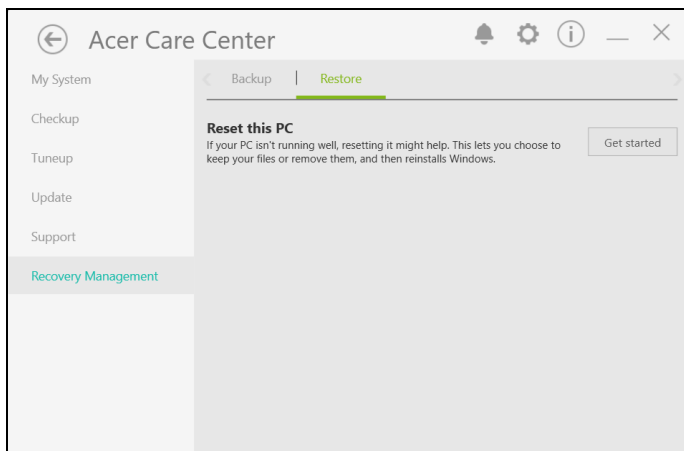 Acer Care Center
My System
Checkup
Tuneup
Update
Support
Recovery Management
Backup | Restore
Reset this PC
If your PC isn't running well, resetting it might help. This lets you choose to
keep your files or remove them, and then reinstalls Windows.
Get started